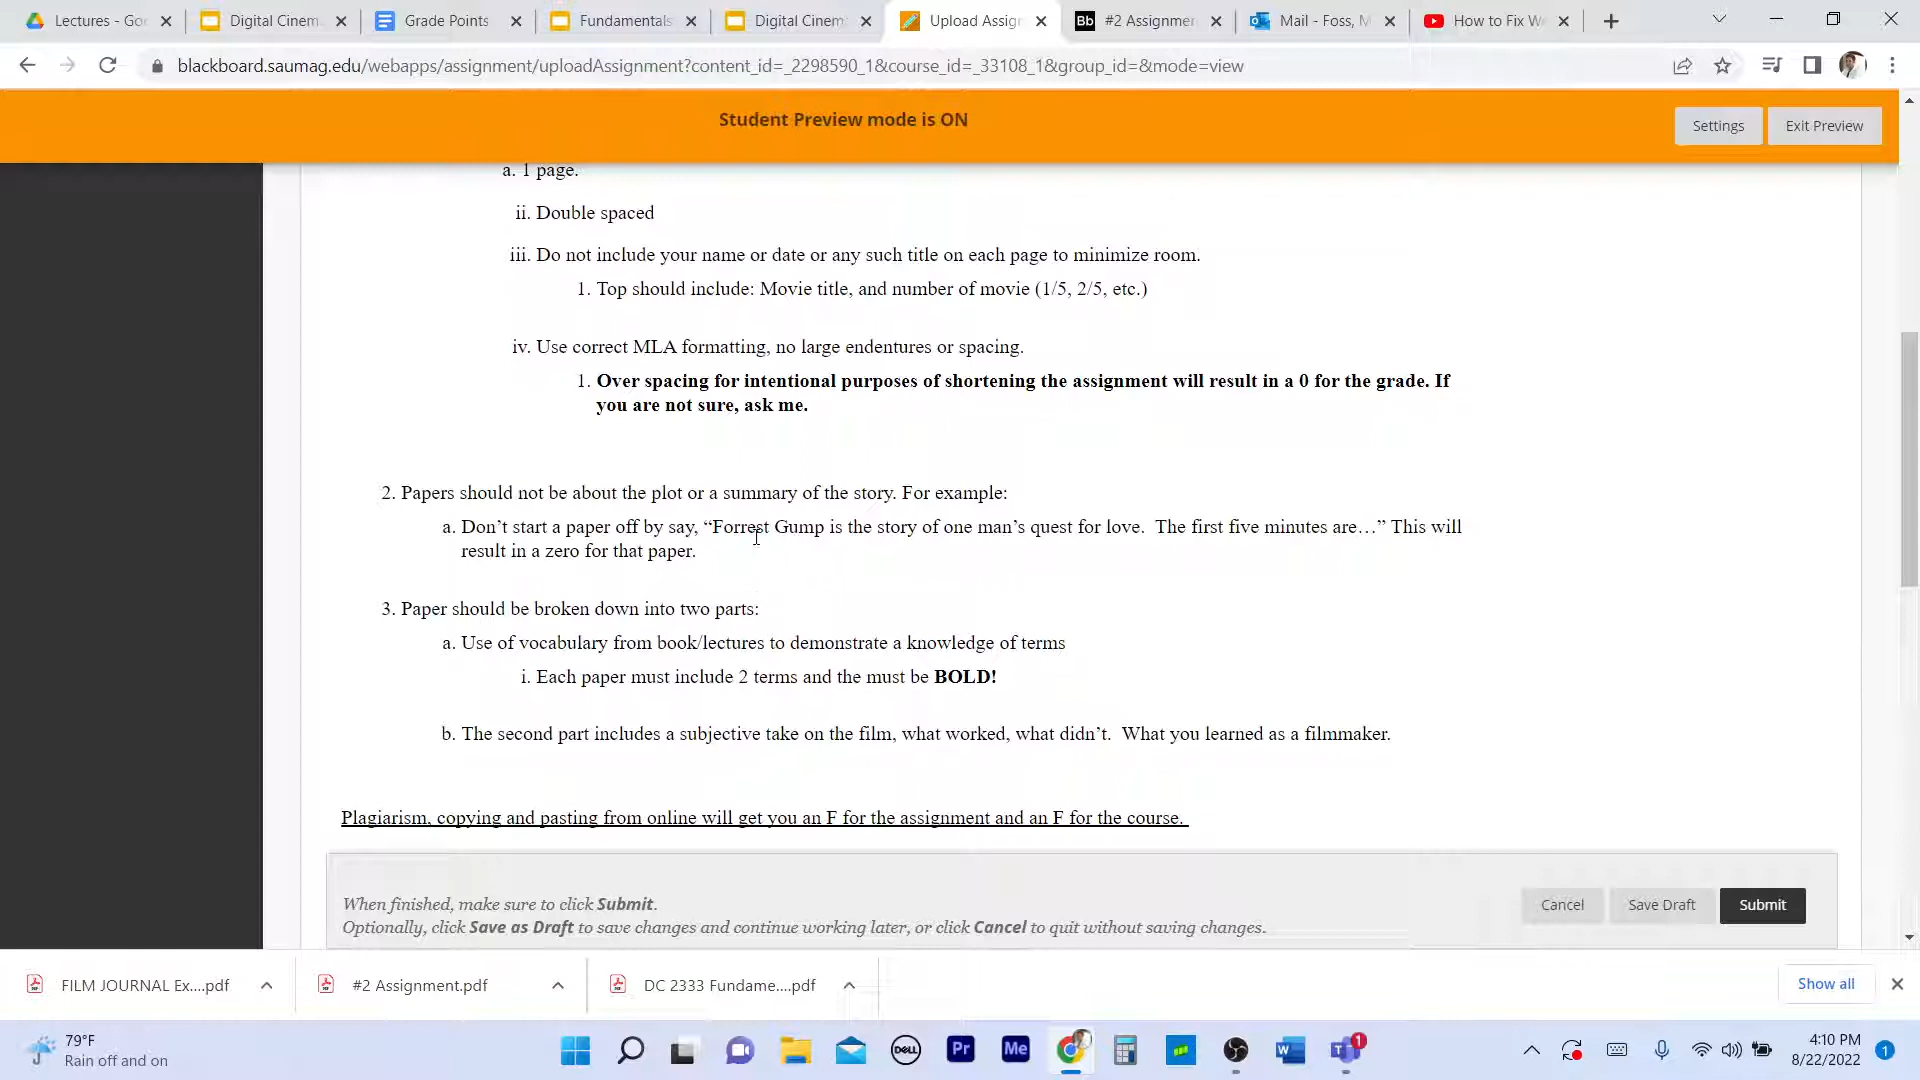 Lectures - Goo
Digital Cinem
Grade Points
Fundamentals
Digital Cinem
Upload Assign
Bb #2 Assignmen
Mail - Foss, M
How to Fix W
blackboard.saumag.edu/webapps/assignment/uploadAssignment?content_id=_2298590_1&course_id=_33108_1&group_id=&mode=view
Student Preview mode is ON
Settings
Exit Preview
a. 1 page.
ii. Double spaced
iii. Do not include your name or date or any such title on each page to minimize room.
1. Top should include: Movie title, and number of movie (1/5, 2/5, etc.)
iv. Use correct MLA formatting, no large endentures or spacing.
1. Over spacing for intentional purposes of shortening the assignment will result in a 0 for the grade. If
you are not sure, ask me.
2. Papers should not be about the plot or a summary of the story. For example:
a. Don’t start a paper off by say, “Forrest Gump is the story of one man’s quest for love. The first five minutes are…” This will
result in a zero for that paper.
3. Paper should be broken down into two parts:
a. Use of vocabulary from book/lectures to demonstrate a knowledge of terms
i. Each paper must include 2 terms and the must be BOLD!
b. The second part includes a subjective take on the film, what worked, what didn’t. What you learned as a filmmaker.
Plagiarism, copying and pasting from online will get you an F for the assignment and an F for the course.
When finished, make sure to click Submit.
Optionally, click Save as Draft to save changes and continue working later, or click Cancel to quit without saving changes.
Cancel
Save Draft
Submit
FILM JOURNAL Ex....pdf
#2 Assignment.pdf
DC 2333 Fundame....pdf
Show all
79°F
Rain off and on
DELL
Pr
Me
1
4:10 PM
8/22/2022
1